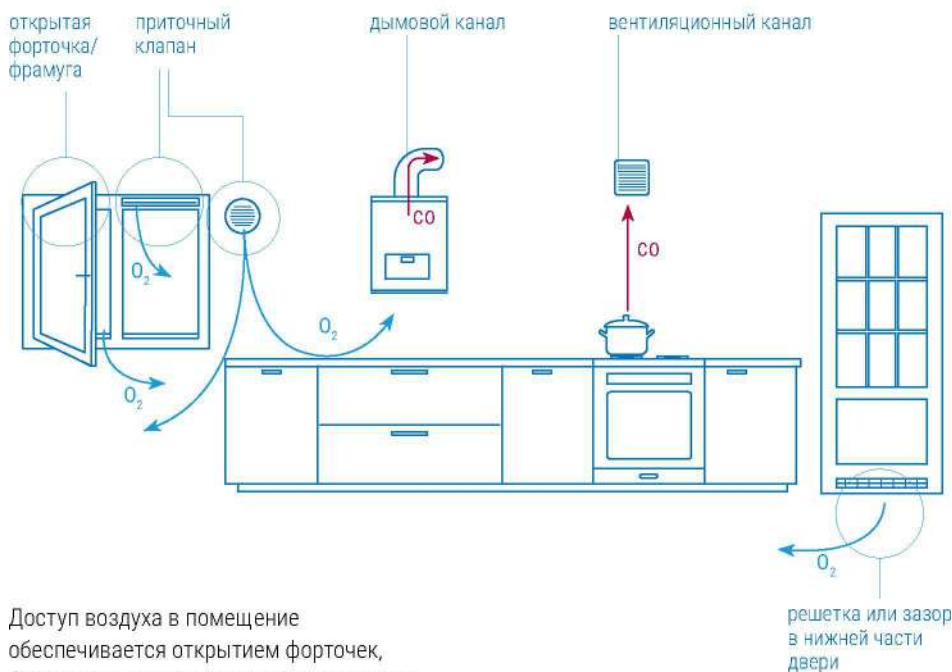 открытая
форточка/
фрамуга
приточный
клапан
дымовой канал
вентиляционный канал
CO
CO
O₂
O₂
O₂
O₂
Доступ воздуха в помещение
обеспечивается открытием форточек,
решетка или зазор
в нижней части
двери